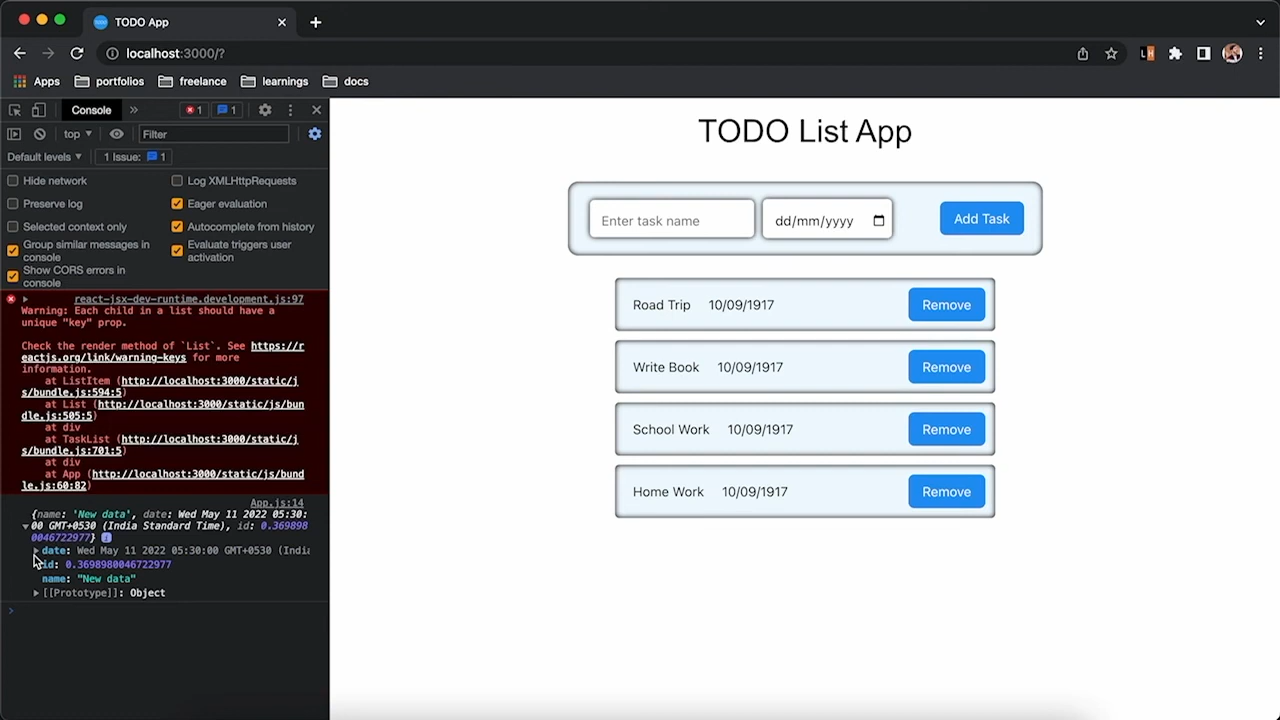 TODO App
localhost:3000/?
Apps portfolios freelance learnings docs
Console 1 1
top Filter
Default levels 1 Issue: 1
Hide network Log XMLHttpRequests
Preserve log Eager evaluation
Selected context only Autocomplete from history
Group similar messages in console Evaluate triggers user activation
Show CORS errors in console
react-jsx-dev-runtime.development.js:97
Warning: Each child in a list should have a
unique "key" prop.
Check the render method of `List`. See https://r
eactjs.org/link/warning-keys for more
information.
at ListItem (http://localhost:3000/static/j
s/bundle.js:594:5)
at List (http://localhost:3000/static/js/bun
dle.js:505:5)
at div
at TaskList (http://localhost:3000/static/j
s/bundle.js:701:5)
at div
at App (http://localhost:3000/static/js/bund
le.js:60:82)
App.js:14
{name: 'New data', date: Wed May 11 2022 05:30:
00 GMT+0530 (India Standard Time), id: 0.369898
0046722977}
date: Wed May 11 2022 05:30:00 GMT+0530 (India
id: 0.3698980046722977
name: "New data"
[[Prototype]]: Object
TODO List App
Enter task name dd/mm/yyyy Add Task
Road Trip 10/09/1917 Remove
Write Book 10/09/1917 Remove
School Work 10/09/1917 Remove
Home Work 10/09/1917 Remove